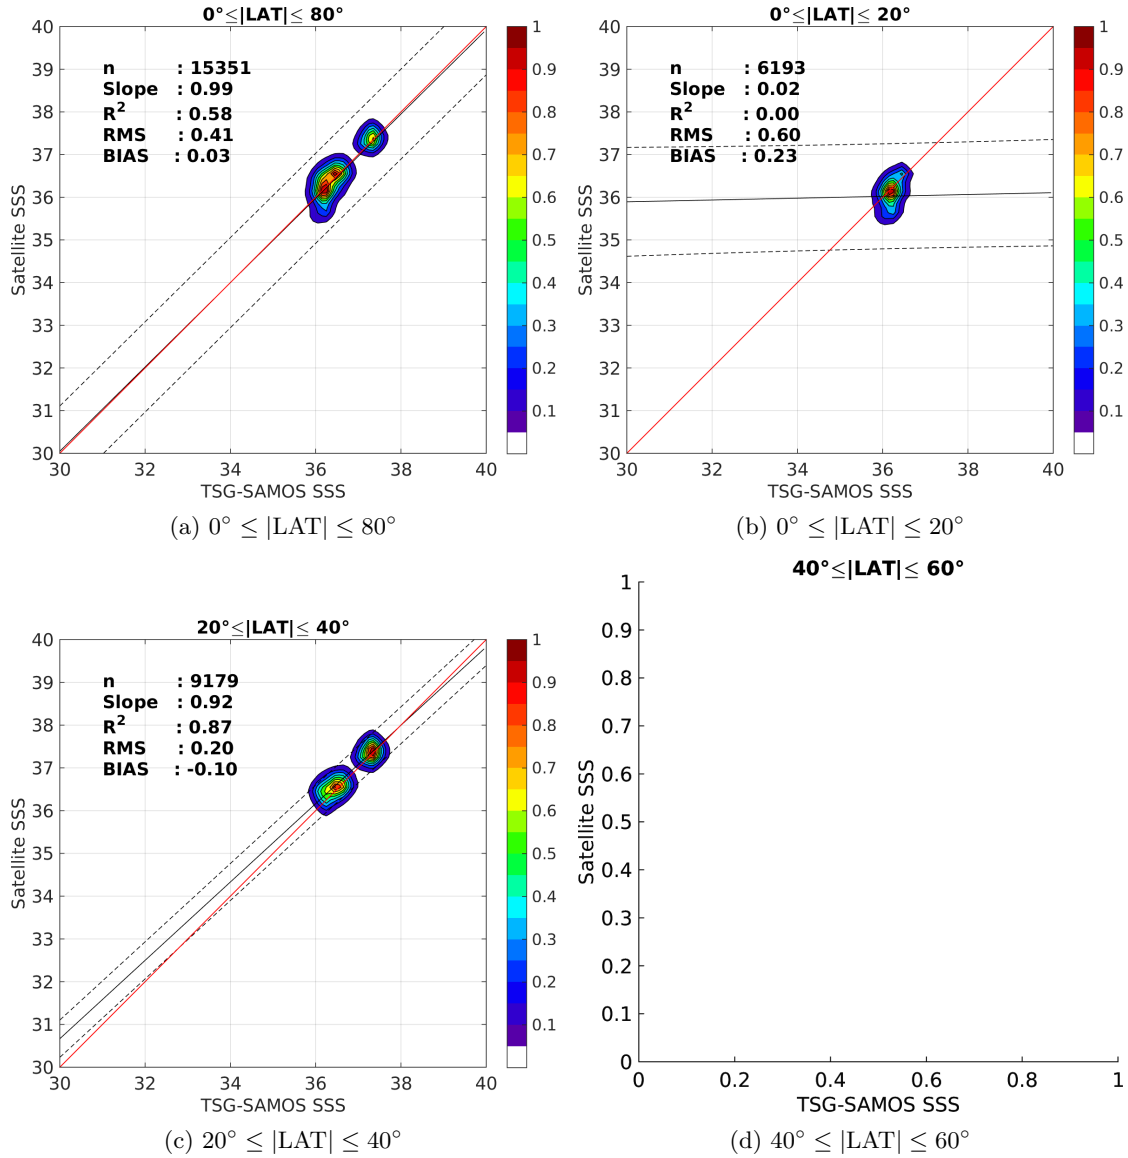 0°≤|LAT|≤ 80°
n : 15351
Slope : 0.99
R2 : 0.58
RMS : 0.41
BIAS : 0.03
40
39
38
37
36
35
34
33
32
31
30
Satellite SSS
30 32 34 36 38 40
TSG-SAMOS SSS
1
0.9
0.8
0.7
0.6
0.5
0.4
0.3
0.2
0.1
(a) 0° ≤ |LAT| ≤ 80°
0°≤|LAT|≤ 20°
n : 6193
Slope : 0.02
R2 : 0.00
RMS : 0.60
BIAS : 0.23
40
39
38
37
36
35
34
33
32
31
30
Satellite SSS
30 32 34 36 38 40
TSG-SAMOS SSS
1
0.9
0.8
0.7
0.6
0.5
0.4
0.3
0.2
0.1
(b) 0° ≤ |LAT| ≤ 20°
20°≤|LAT|≤ 40°
n : 9179
Slope : 0.92
R2 : 0.87
RMS : 0.20
BIAS : -0.10
40
39
38
37
36
35
34
33
32
31
30
Satellite SSS
30 32 34 36 38 40
TSG-SAMOS SSS
1
0.9
0.8
0.7
0.6
0.5
0.4
0.3
0.2
0.1
(c) 20° ≤ |LAT| ≤ 40°
40°≤|LAT|≤ 60°
1
0.9
0.8
0.7
0.6
0.5
0.4
0.3
0.2
0.1
0
Satellite SSS
0 0.2 0.4 0.6 0.8 1
TSG-SAMOS SSS
(d) 40° ≤ |LAT| ≤ 60°